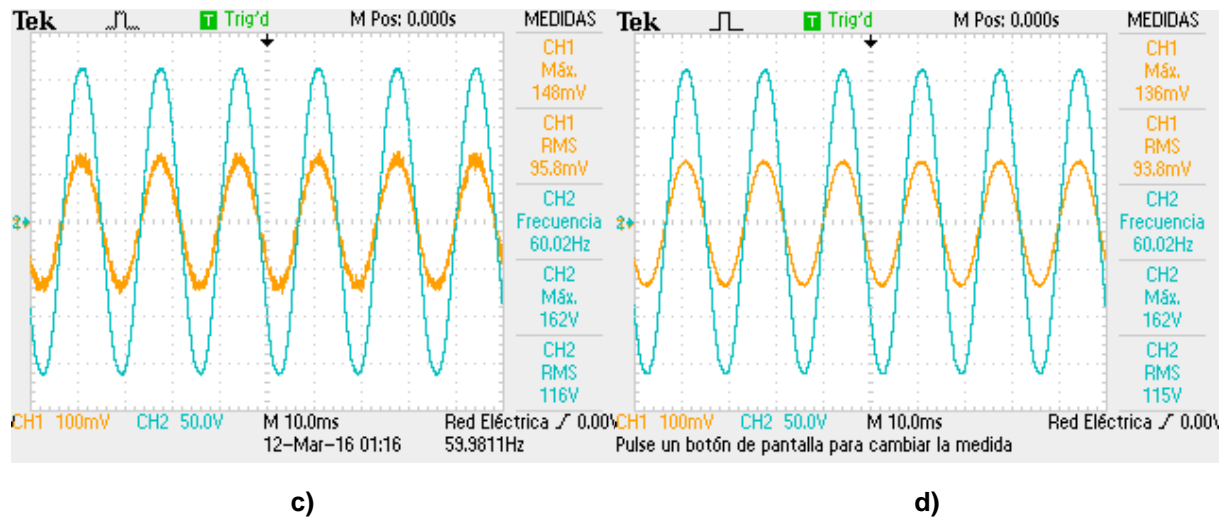 Tek Trig'd M Pos: 0.000s MEDIDAS
CH1
Máx.
148mV
CH1
RMS
95.8mV
CH2
Frecuencia
60.02Hz
CH2
Máx.
162V
CH2
RMS
116V
2
CH1 100mV CH2 50.0V M 10.0ms Red Eléctrica 0.00V
12-Mar-16 01:16 59.9811Hz
c)
Tek Trig'd M Pos: 0.000s MEDIDAS
CH1
Máx.
136mV
CH1
RMS
93.8mV
CH2
Frecuencia
60.02Hz
CH2
Máx.
162V
CH2
RMS
115V
2
CH1 100mV CH2 50.0V M 10.0ms Red Eléctrica 0.00V
Pulse un botón de pantalla para cambiar la medida
d)